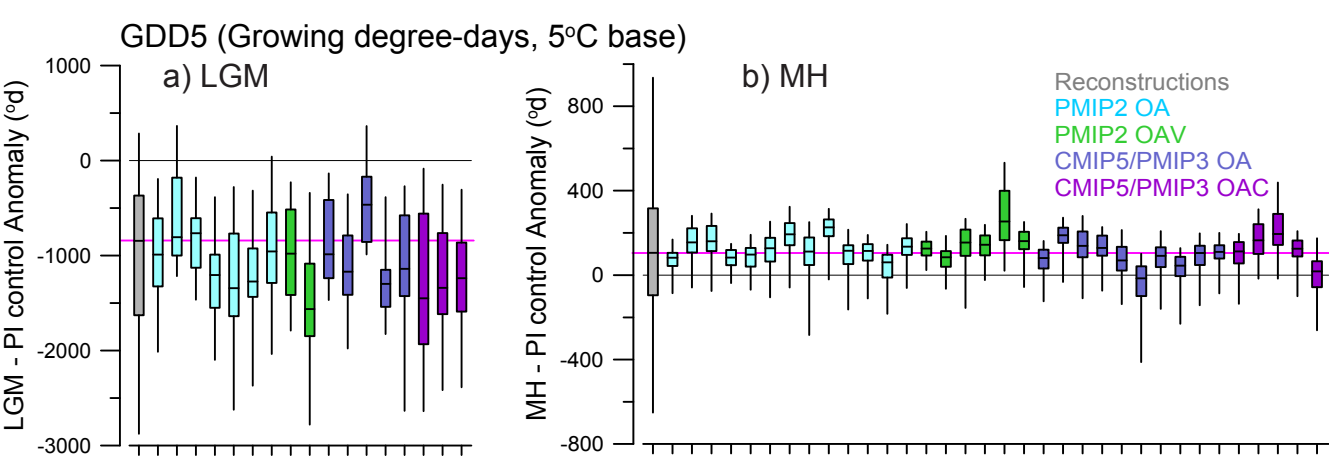 GDD5 (Growing degree-days, 5°C base)
a) LGM
LGM - PI control Anomaly (°d)
1000
0
-1000
-2000
-3000
b) MH
MH - PI control Anomaly (°d)
800
400
0
-400
-800
Reconstructions
PMIP2 OA
PMIP2 OAV
CMIP5/PMIP3 OA
CMIP5/PMIP3 OAC